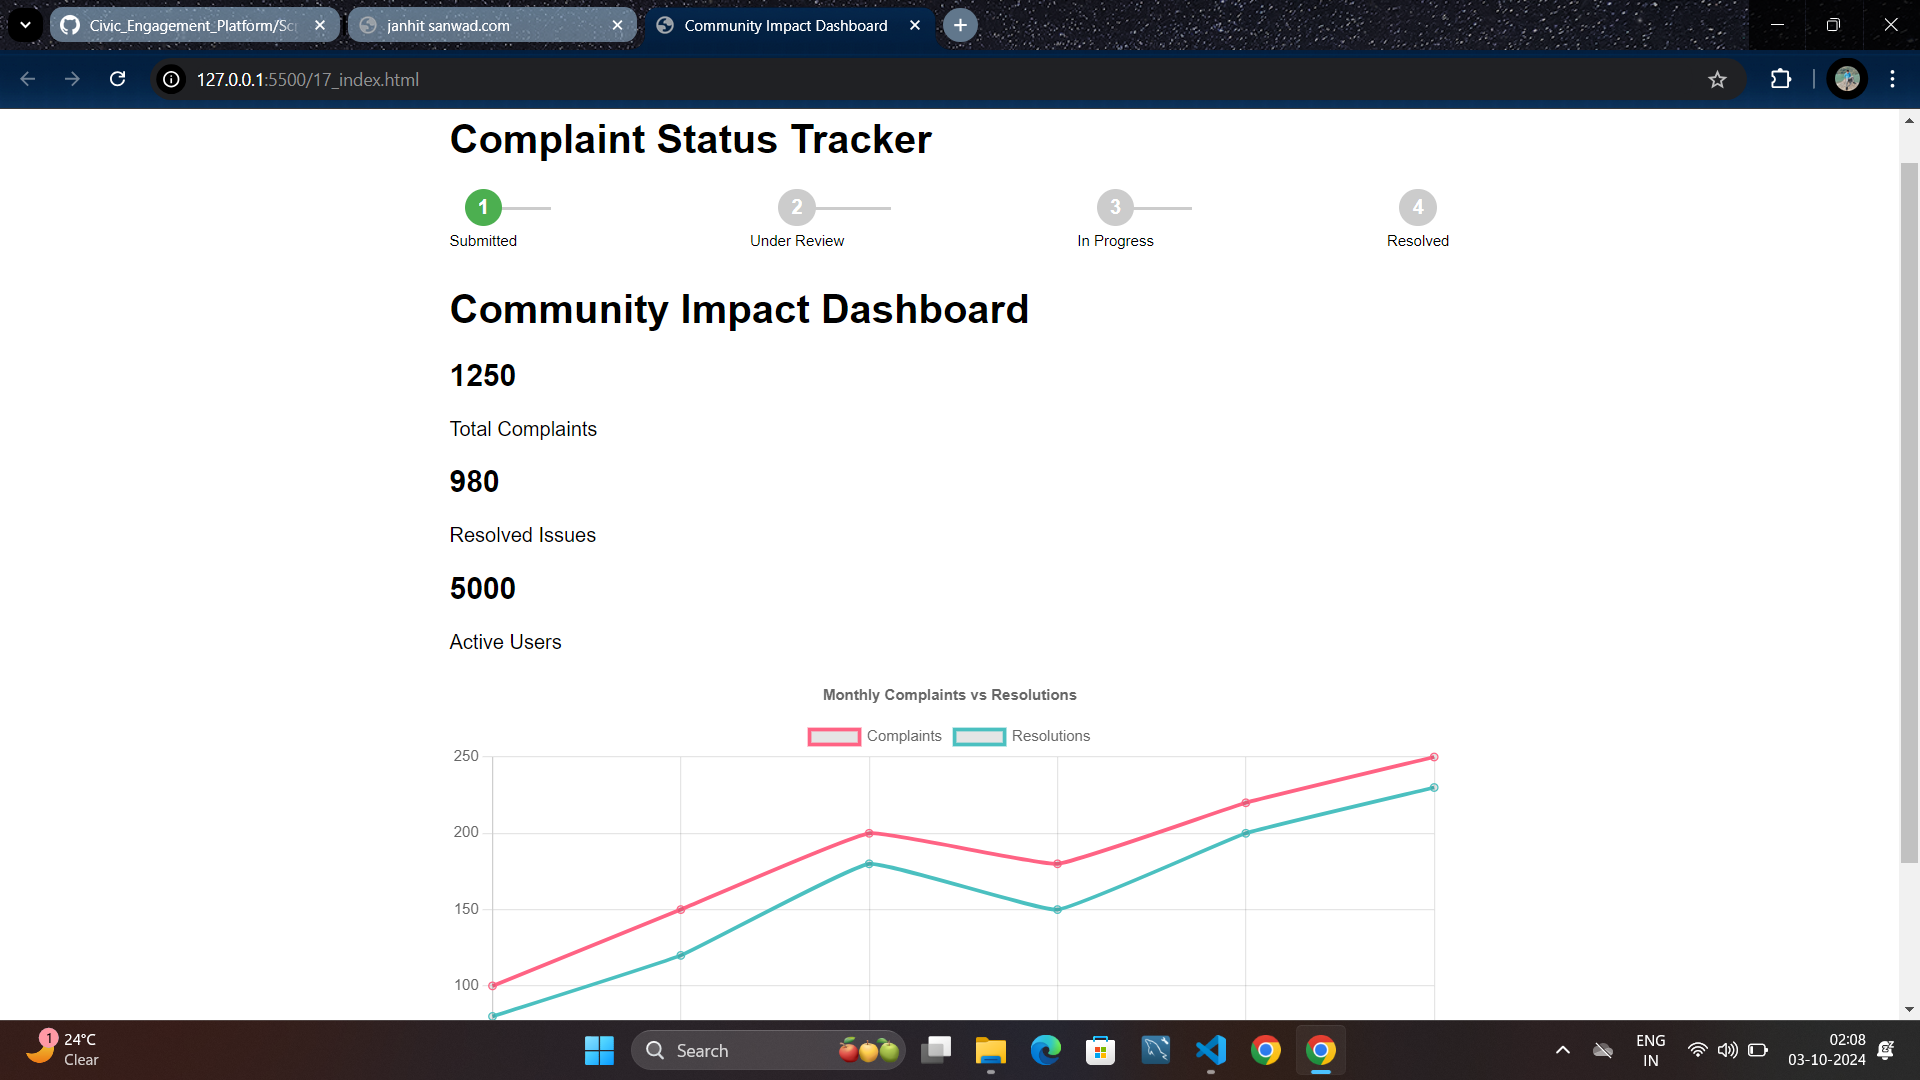 Civic_Engagement_Platform/Scr
janhit sanwad.com
Community Impact Dashboard
127.0.0.1:5500/17_index.html
Complaint Status Tracker
1 2 3 4
Submitted Under Review In Progress Resolved
Community Impact Dashboard
1250
Total Complaints
980
Resolved Issues
5000
Active Users
Monthly Complaints vs Resolutions
Complaints Resolutions
250
200
150
100
1
24°C
Clear
Search
ENG
IN
02:08
03-10-2024